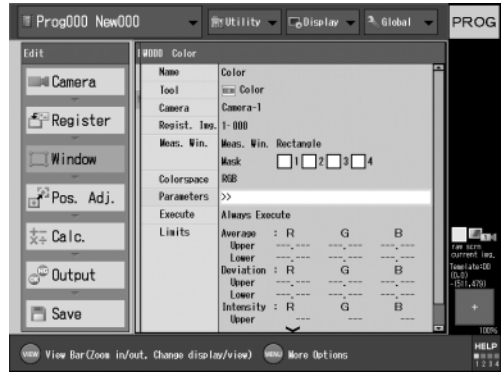 Prog000 New000 Utility Display Global PROG
Edit
Camera
Register
Window
Pos. Adj.
Calc.
Output
Save
W000 Color
Name Color
Tool Color
Camera Camera-1
Regist. Img. 1-000
Meas. Win. Meas. Win. Rectangle
Mask 1 2 3 4
Colorspace RGB
Parameters >>
Execute Always Execute
Limits Average : R G B
Upper ---.--- ---.--- ---.---
Lower ---.--- ---.--- ---.---
Deviation : R G B
Upper ---.--- ---.--- ---.---
Lower ---.--- ---.--- ---.---
Intensity : R G B
Upper --- --- ---
raw scrn
current img.
Template:00
(0,0)
-(511,479)
100%
VIEW View Bar(Zoom in/out, Change display/view) MENU More Options
HELP
1 2 3 4